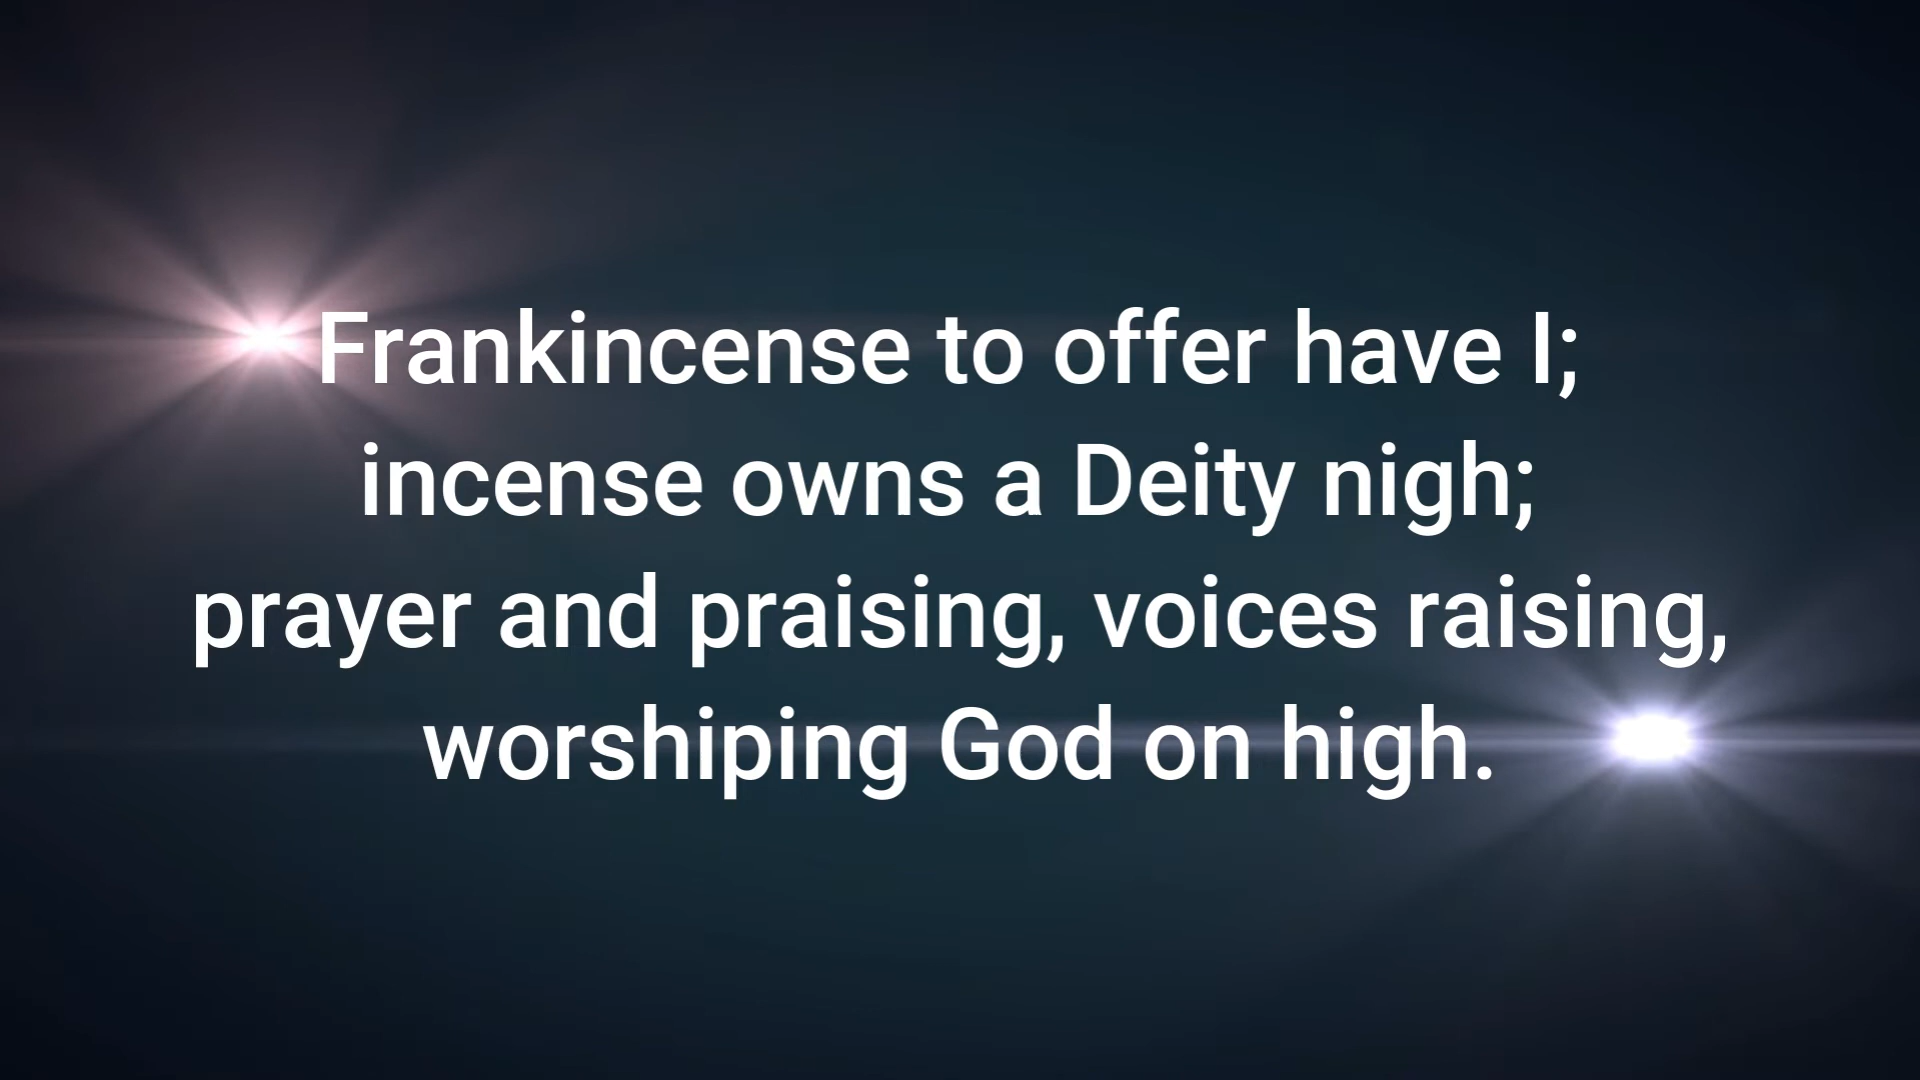 Frankincense to offer have I;
incense owns a Deity nigh;
prayer and praising, voices raising,
worshiping God on high.